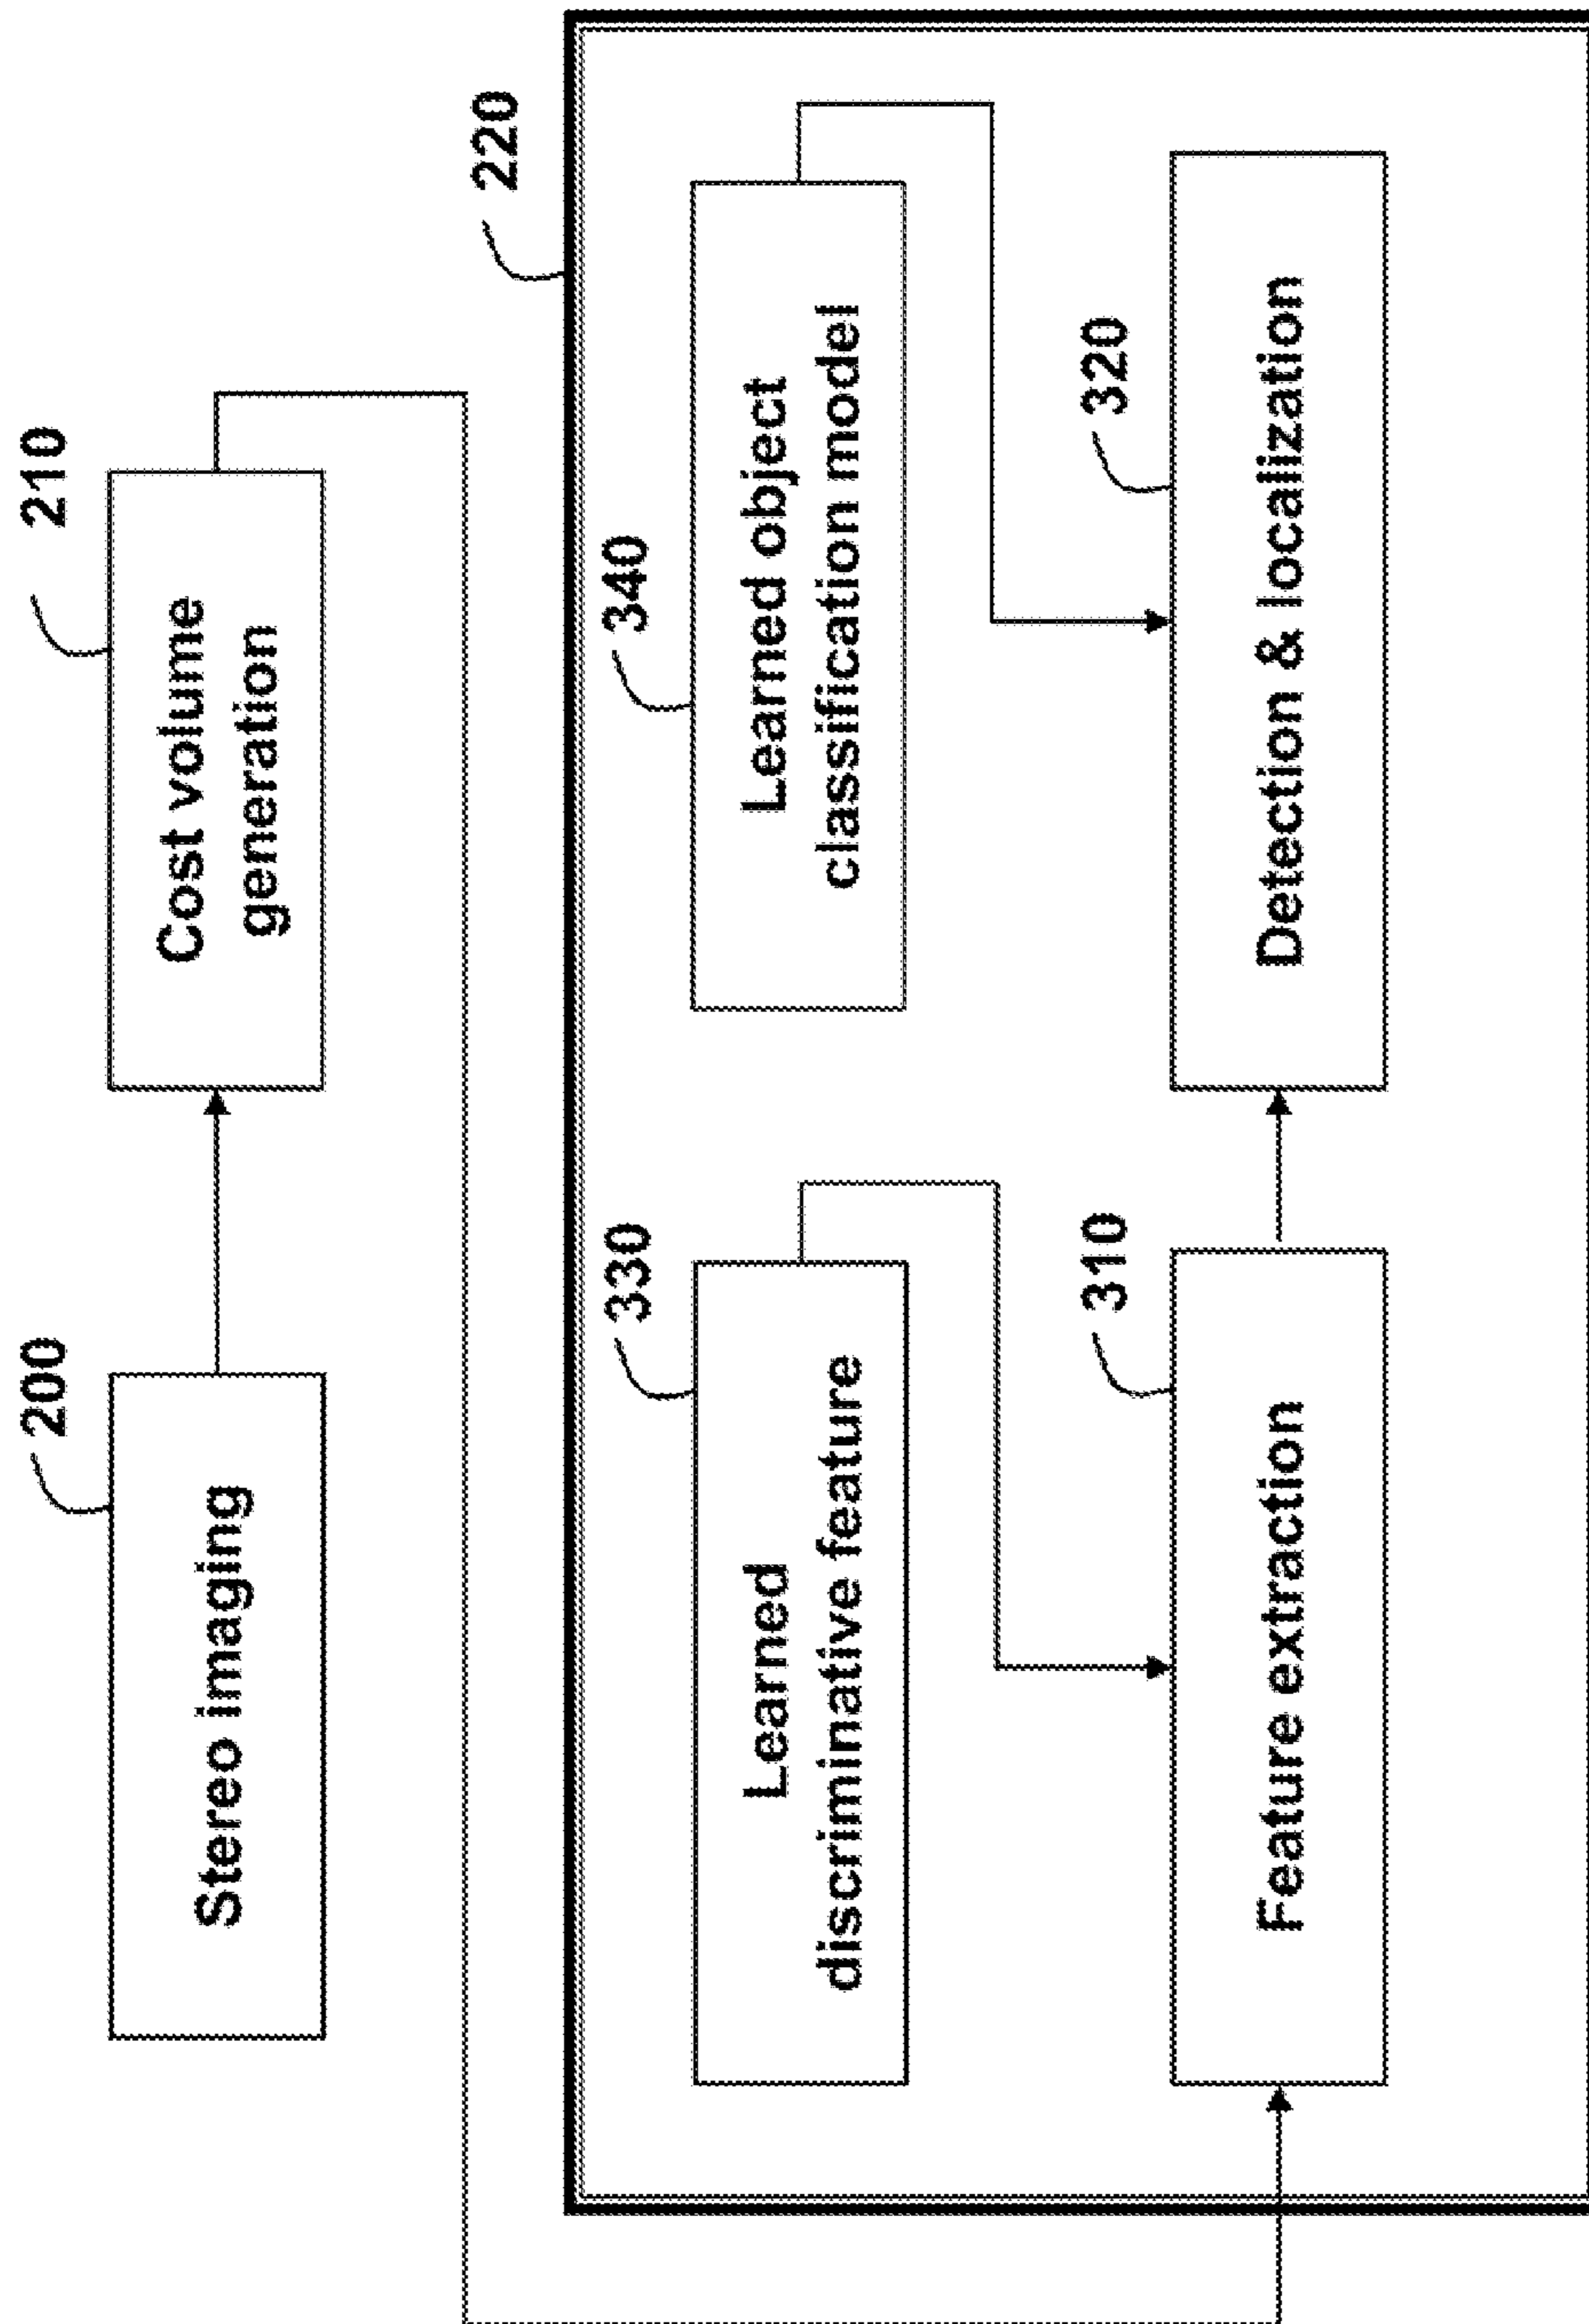 200
Stereo imaging
210
Cost volume
generation
220
330
Learned
discriminative feature
340
Learned object
classification model
310
Feature extraction
320
Detection & localization